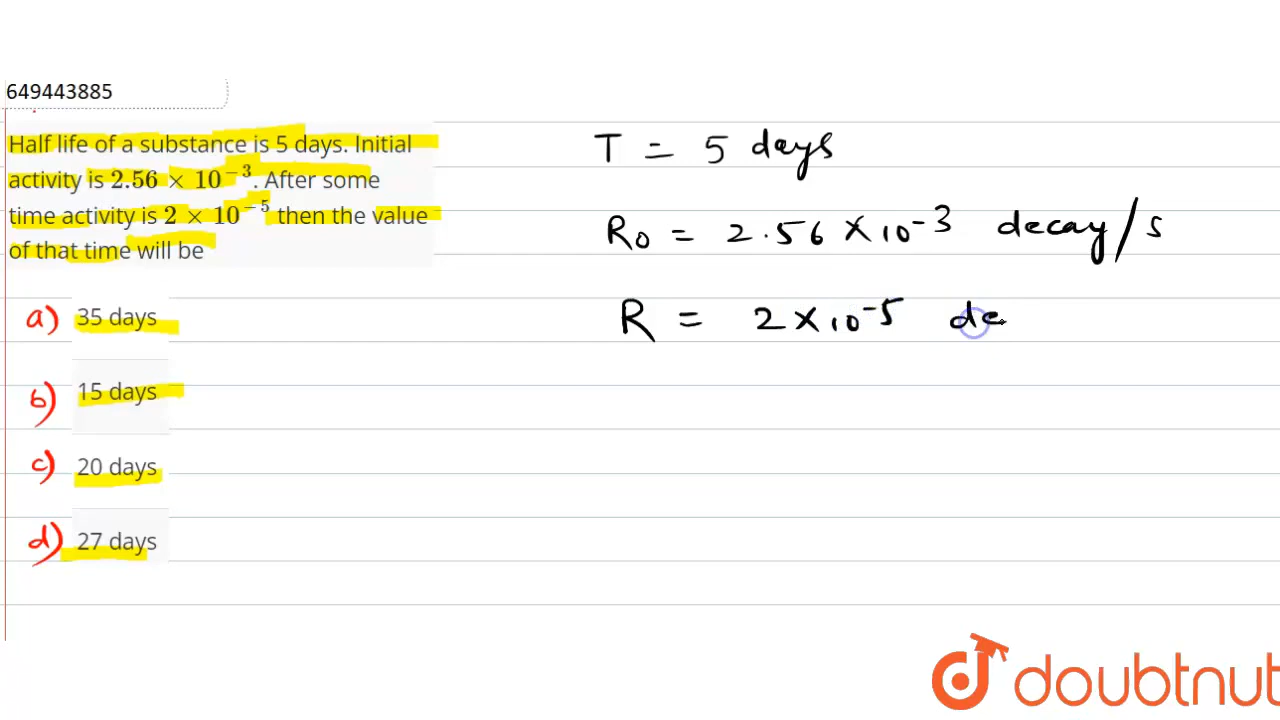 649443885
Half life of a substance is 5 days. Initial
activity is 2.56 × 10⁻³. After some
time activity is 2 × 10⁻⁵ then the value
of that time will be
a) 35 days
b) 15 days
c) 20 days
d) 27 days
T = 5 days
R₀ = 2.56 × 10⁻³ decay/s
R = 2 × 10⁻⁵ de
doubtnut